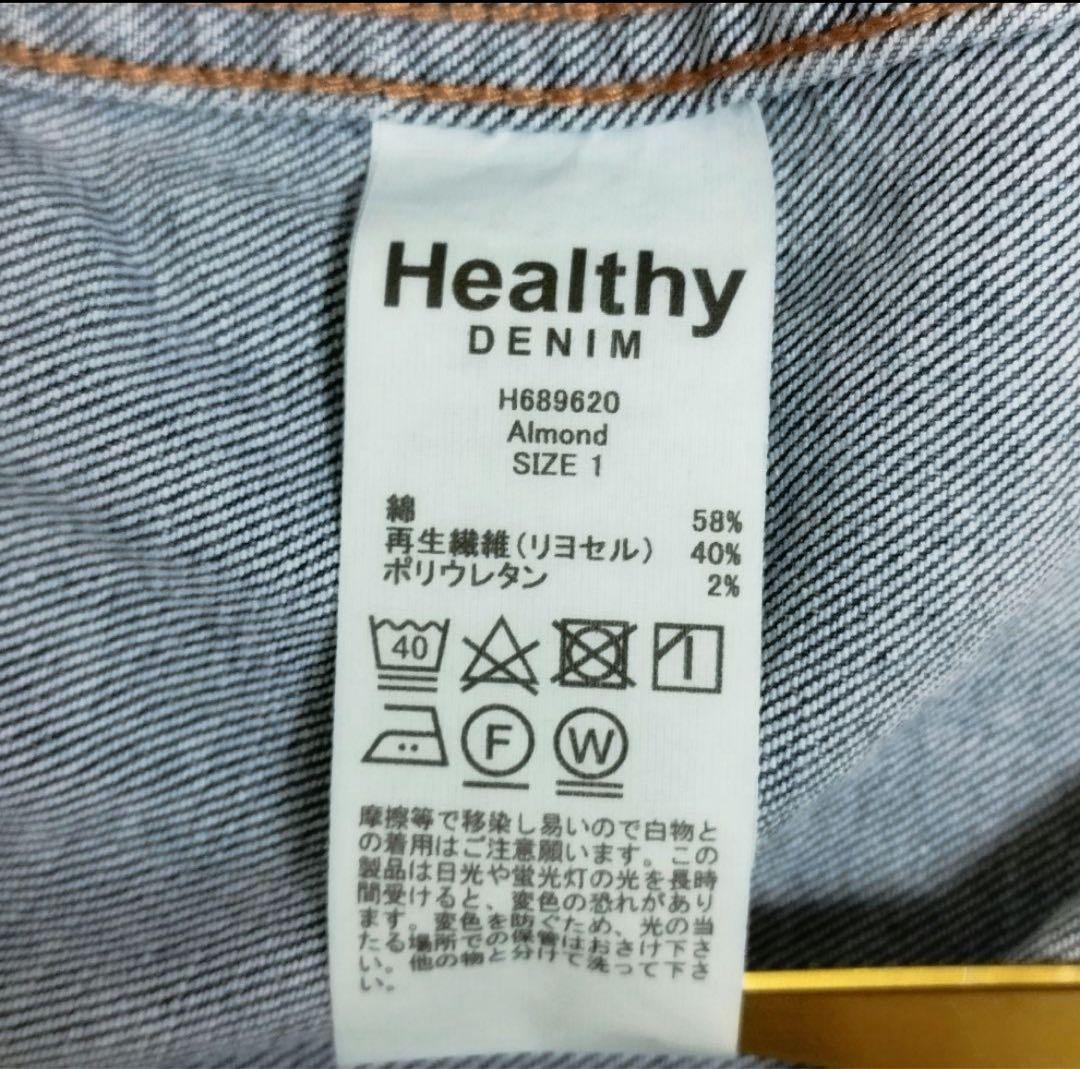 Healthy
DENIM
H689620
Almond
SIZE 1
綿 58%
再生繊維(リヨセル) 40%
ポリウレタン 2%
40
F W
摩擦等で移染し易いので白物と
の着用はご注意願います。この
製品は日光や蛍光灯の光を長時
間受けると、変色の恐れがあり
ます。変色を防ぐため、光の当
たる場所での保管はおさけ下さ
い。他の物と分けて洗って下さ
い。